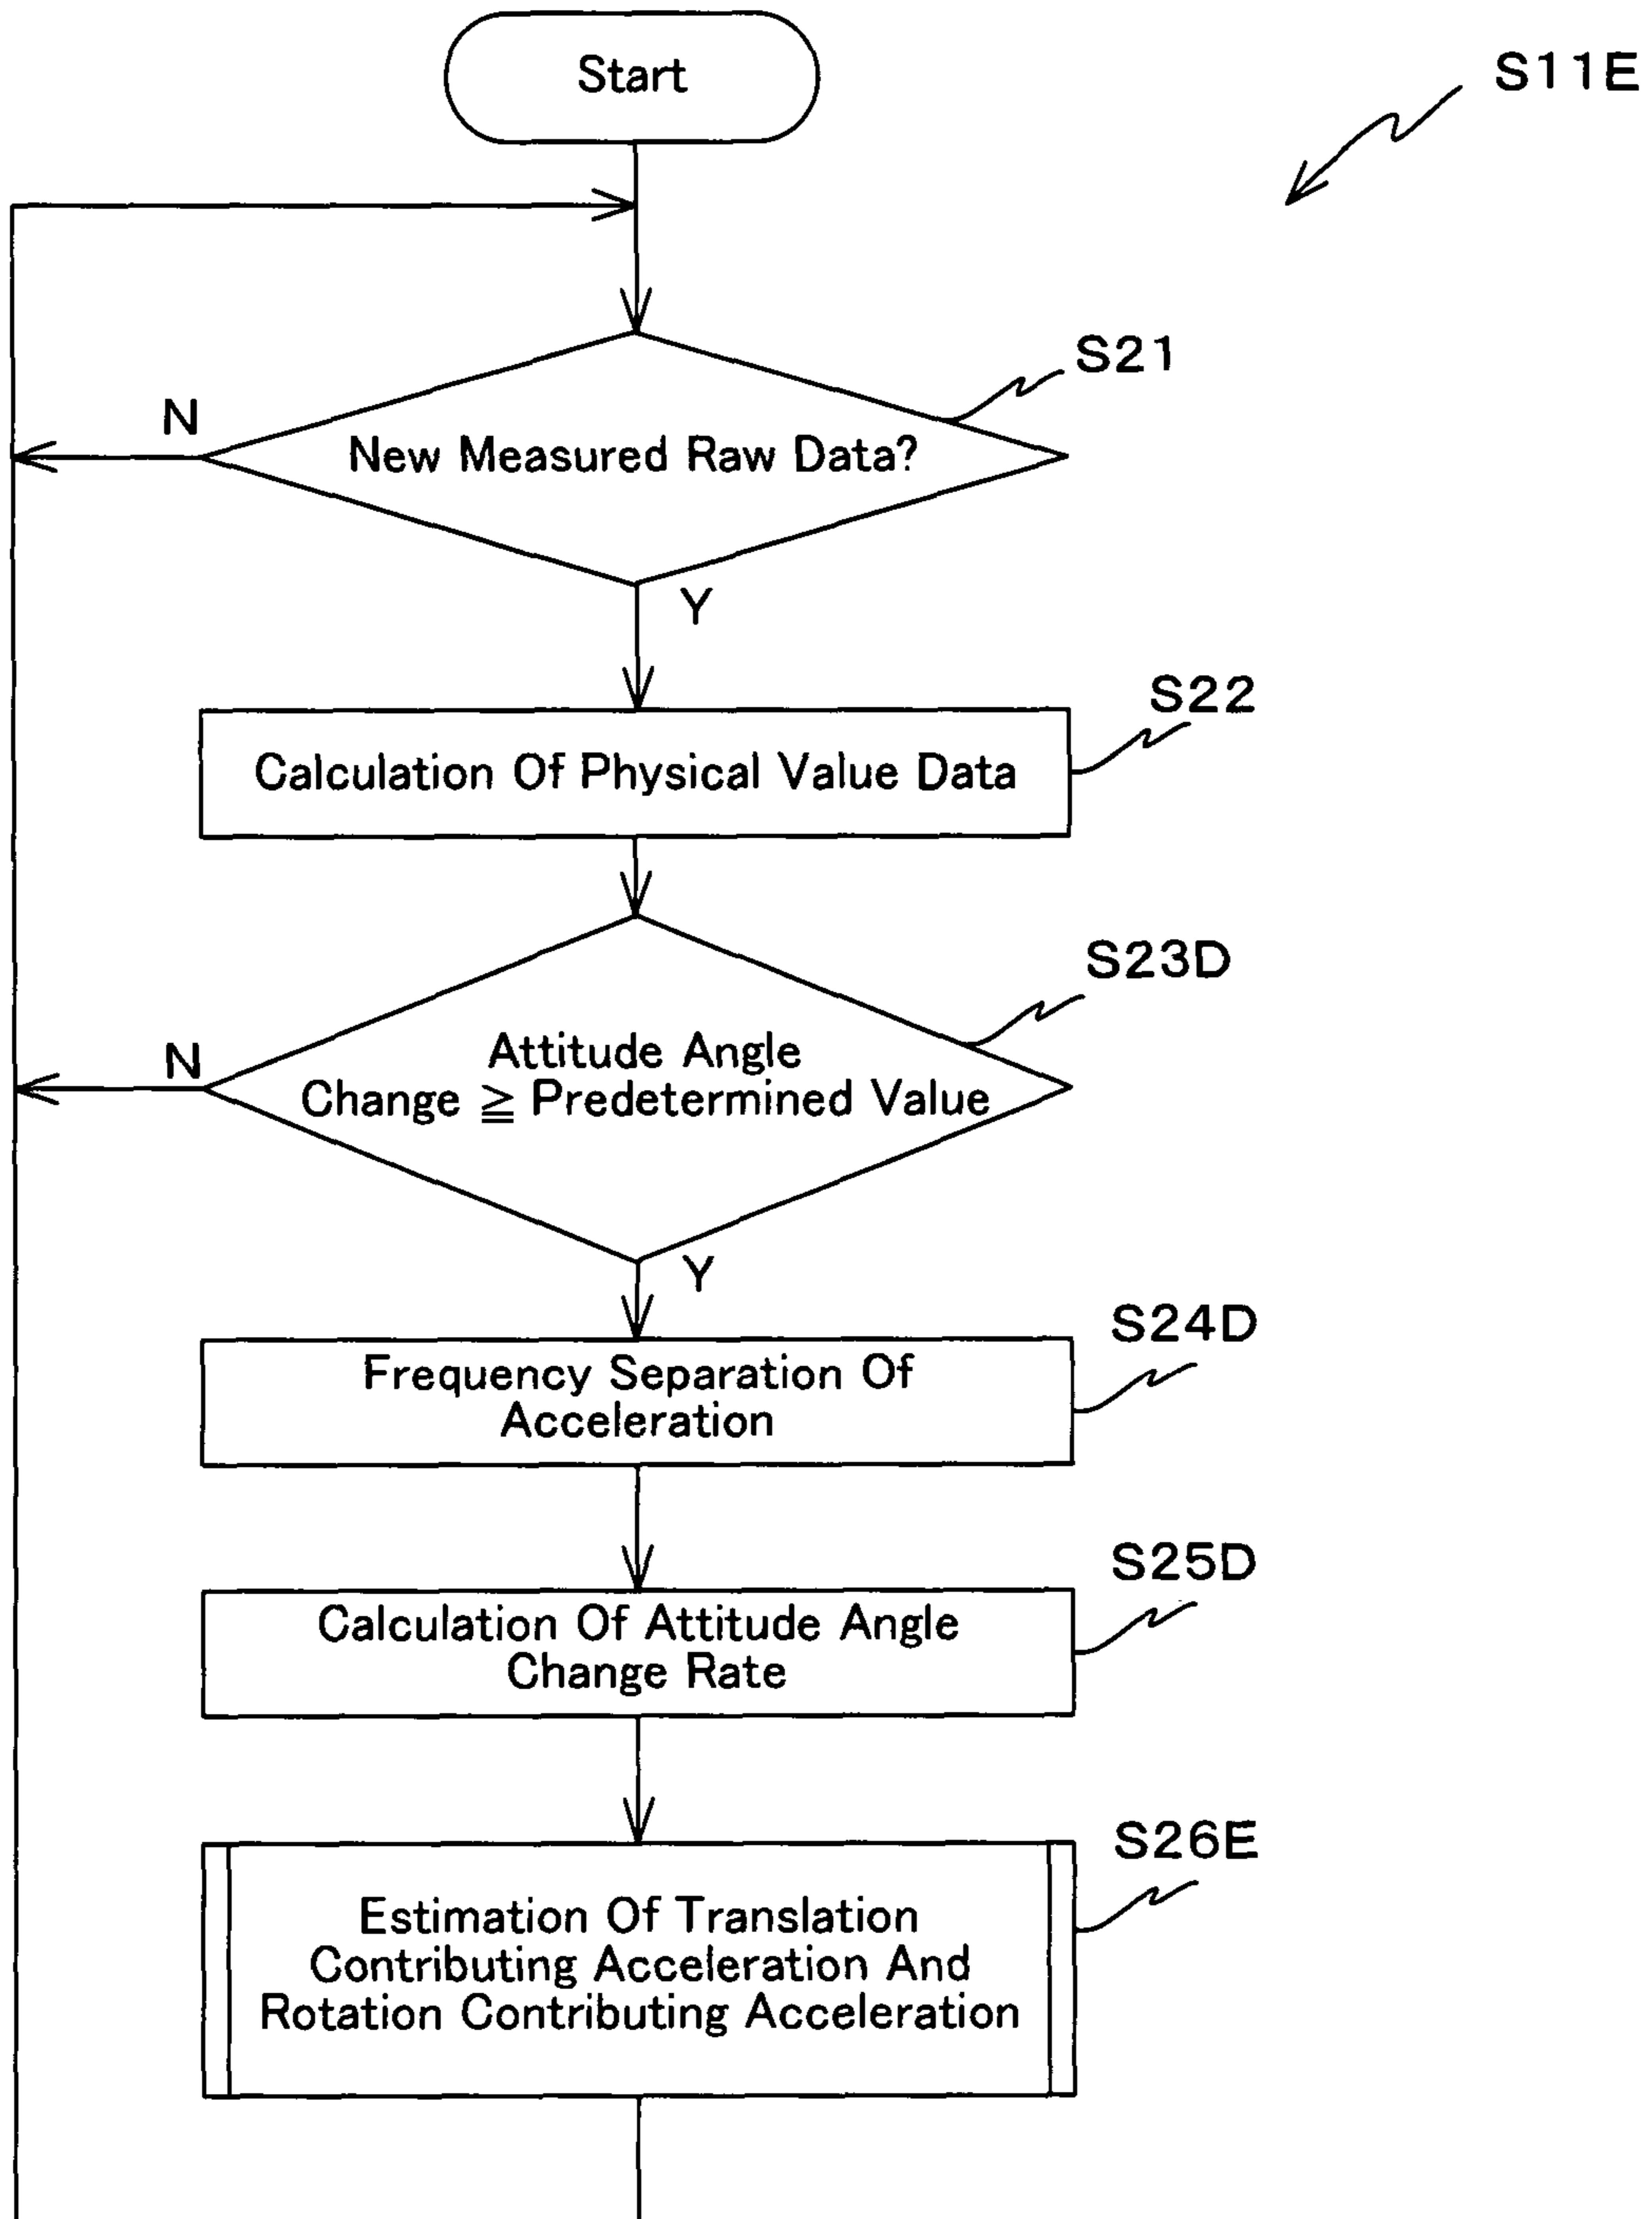 Start
S11E
S21
N
New Measured Raw Data?
Y
S22
Calculation Of Physical Value Data
S23D
N
Attitude Angle
Change ≧ Predetermined Value
Y
S24D
Frequency Separation Of
Acceleration
S25D
Calculation Of Attitude Angle
Change Rate
S26E
Estimation Of Translation
Contributing Acceleration And
Rotation Contributing Acceleration